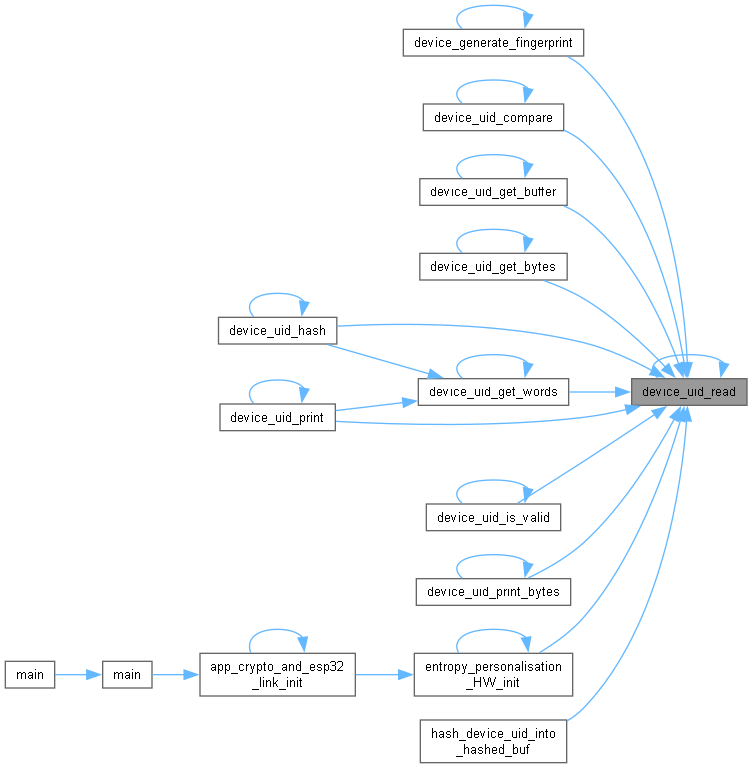 device_generate_fingerprint
device_uid_compare
device_uid_get_buffer
device_uid_get_bytes
device_uid_hash
device_uid_get_words
device_uid_read
device_uid_print
device_uid_is_valid
device_uid_print_bytes
main
main
app_crypto_and_esp32
_link_init
entropy_personalisation
_HW_init
hash_device_uid_into
_hashed_buf